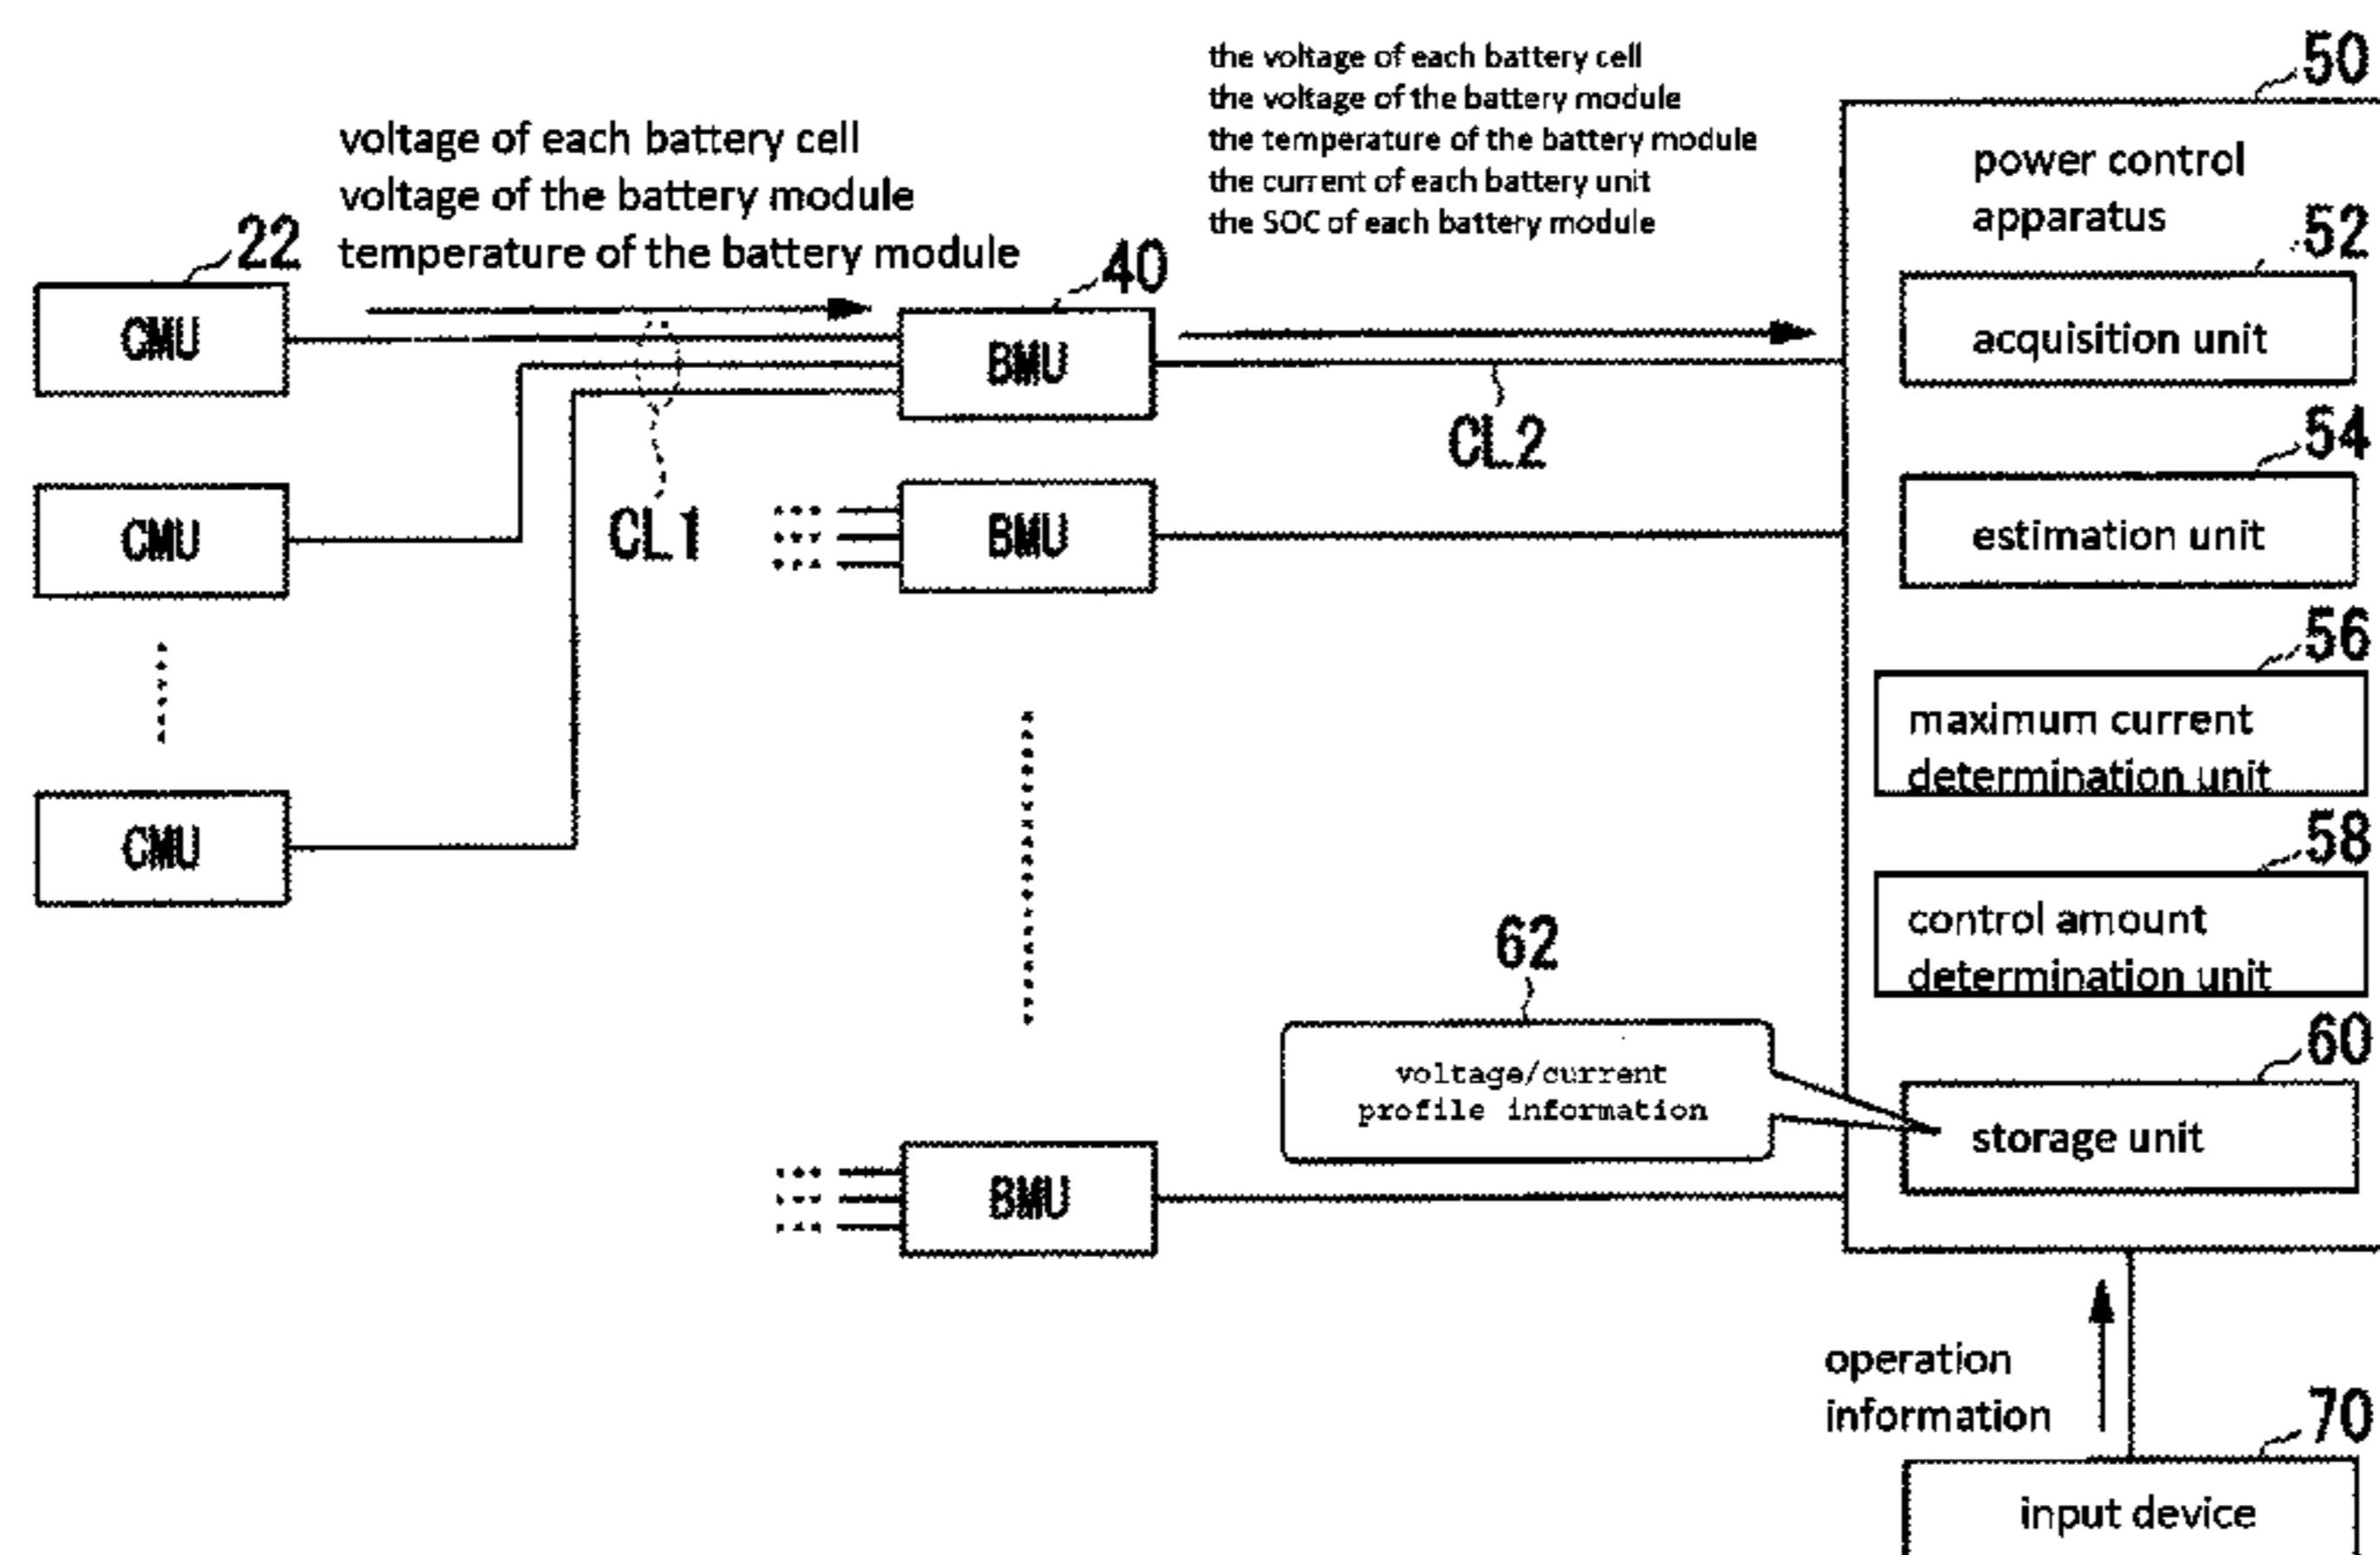 the voltage of each battery cell
the voltage of the battery module
the temperature of the battery module
the current of each battery unit
the SOC of each battery module
voltage of each battery cell
voltage of the battery module
temperature of the battery module
22
40
50
power control
apparatus
52
CMU
BMU
acquisition unit
CL2
54
CMU
CL1
BMU
estimation unit
56
maximum current
determination unit
CMU
58
control amount
determination unit
62
60
voltage/current
profile information
storage unit
BMU
operation
information
70
input device